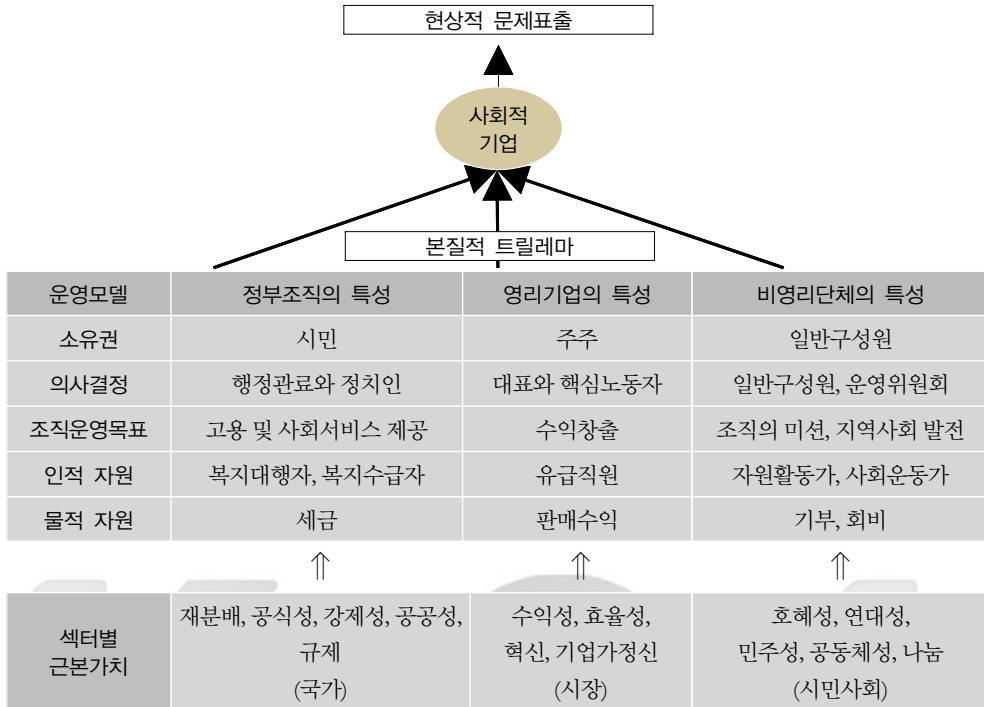 현상적 문제표출
사회적
기업
본질적 트릴레마
운영모델 정부조직의 특성 영리기업의 특성 비영리단체의 특성
소유권 시민 주주 일반구성원
의사결정 행정관료와 정치인 대표와 핵심노동자 일반구성원, 운영위원회
조직운영목표 고용 및 사회서비스 제공 수익창출 조직의 미션, 지역사회 발전
인적 자원 복지대행자, 복지수급자 유급직원 자원활동가, 사회운동가
물적 자원 세금 판매수익 기부, 회비
⇑ ⇑ ⇑
섹터별
근본가치
재분배, 공식성, 강제성, 공공성,
규제
(국가)
수익성, 효율성,
혁신, 기업가정신
(시장)
호혜성, 연대성,
민주성, 공동체성, 나눔
(시민사회)